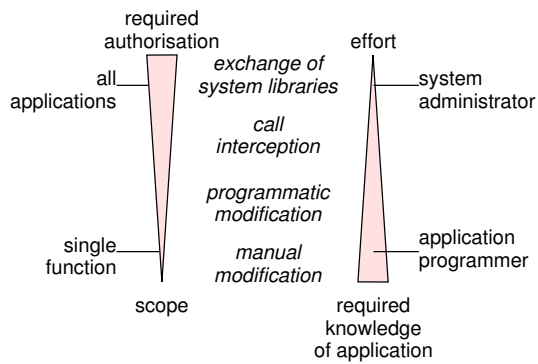 required
authorisation
effort
all
applications
exchange of
system libraries
system
administrator
call
interception
programmatic
modification
single
function
manual
modification
application
programmer
scope
required
knowledge
of application